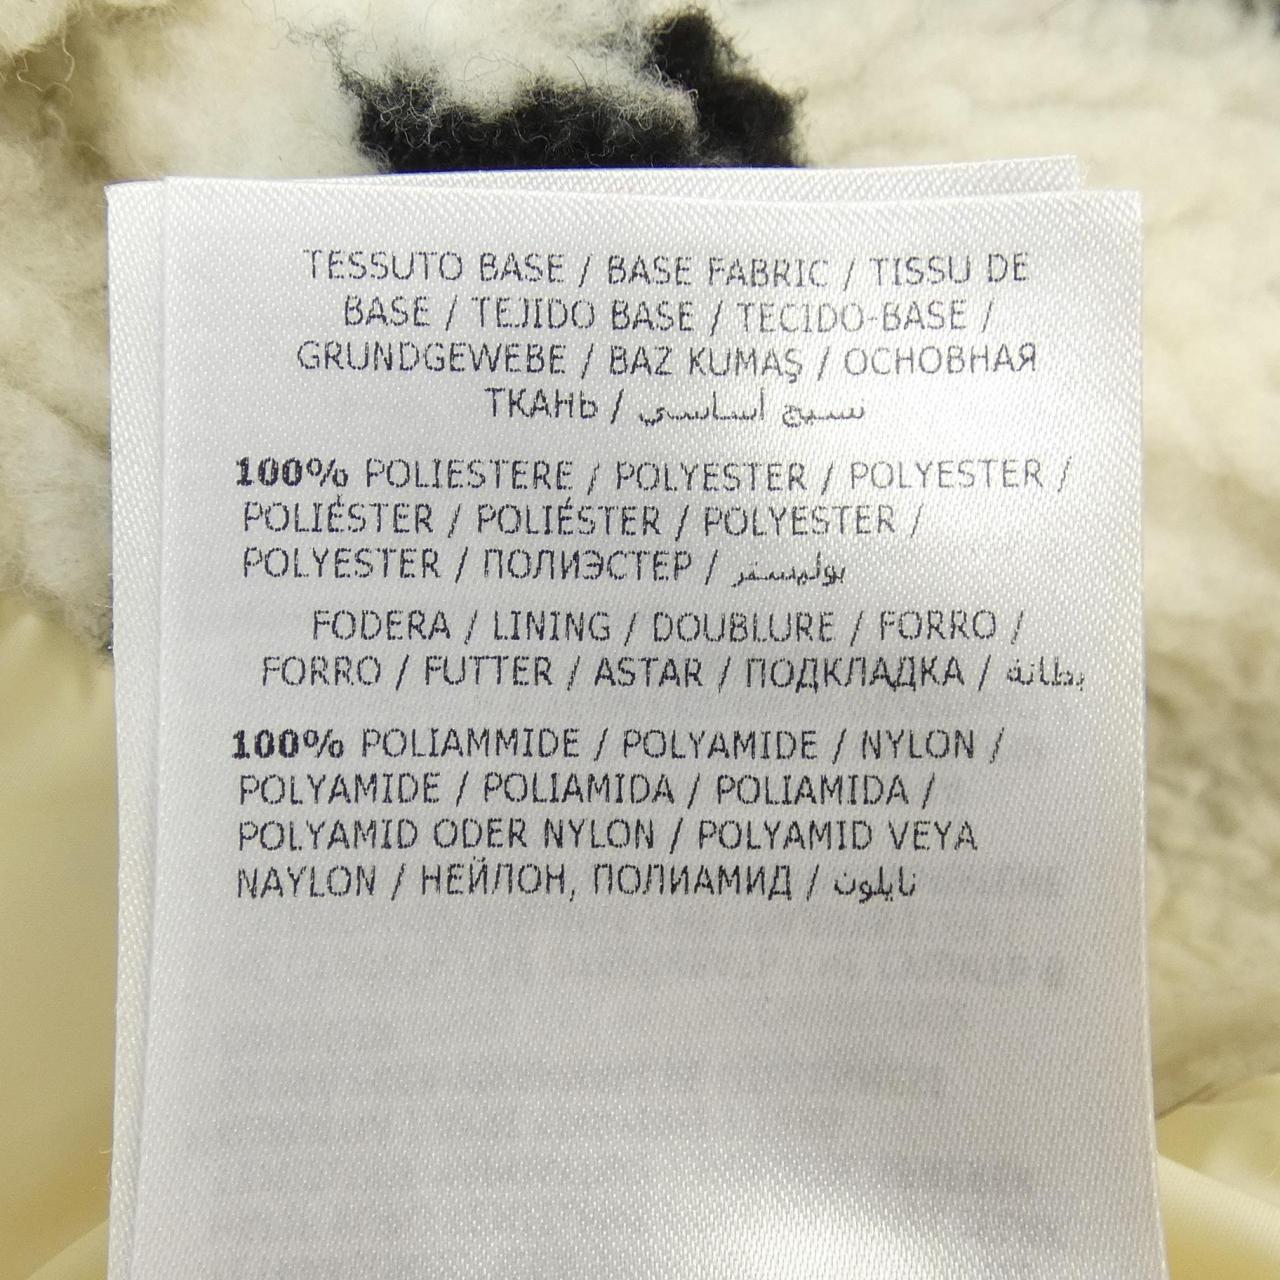 TESSUTO BASE / BASE FABRIC / TISSU DE
BASE / TEJIDO BASE / TECIDO-BASE /
GRUNDGEWEBE / BAZ KUMAŞ / ОСНОВНАЯ
ТКАНЬ / نسيج أساسي
100% POLIESTERE / POLYESTER / POLYESTER /
POLIÉSTER / POLIÉSTER / POLYESTER /
POLYESTER / ПОЛИЭСТЕР / بوليستر
FODERA / LINING / DOUBLURE / FORRO /
FORRO / FUTTER / ASTAR / ПОДКЛАДКА / بطانة
100% POLIAMMIDE / POLYAMIDE / NYLON /
POLYAMIDE / POLIAMIDA / POLIAMIDA /
POLYAMID ODER NYLON / POLYAMID VEYA
NAYLON / НЕЙЛОН, ПОЛИАМИД / نايلون